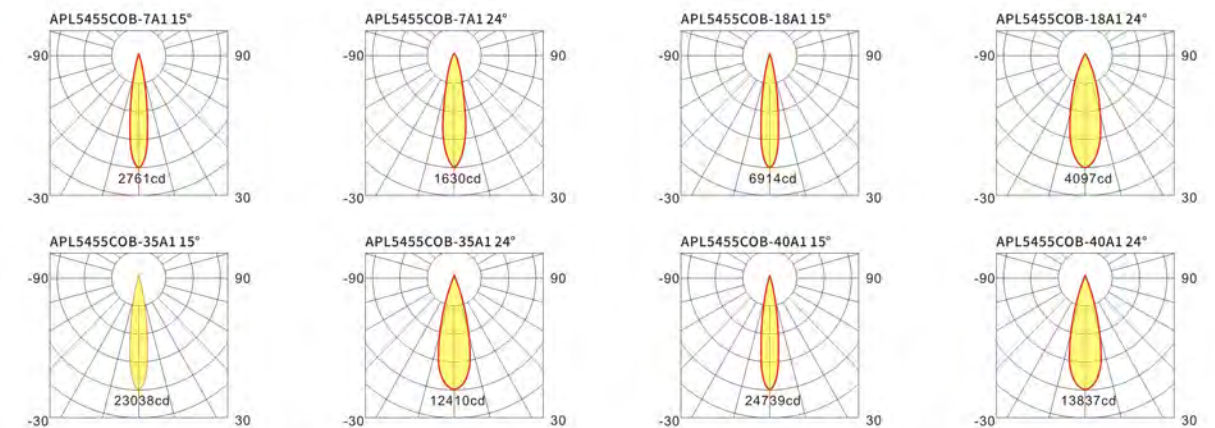 APL5455COB-7A1 15°
APL5455COB-7A1 24°
APL5455COB-18A1 15°
APL5455COB-18A1 24°
-90 90
-90 90
-90 90
-90 90
2761cd
1630cd
6914cd
4097cd
-30 30
-30 30
-30 30
-30 30
APL5455COB-35A1 15°
APL5455COB-35A1 24°
APL5455COB-40A1 15°
APL5455COB-40A1 24°
-90 90
-90 90
-90 90
-90 90
23038cd
12410cd
24739cd
13837cd
-30 30
-30 30
-30 30
-30 30